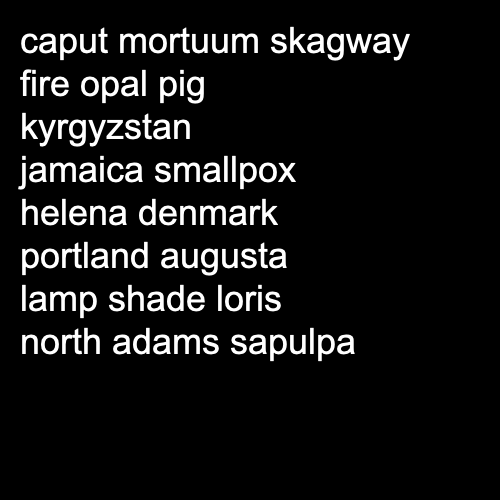 caput mortuum skagway
fire opal pig
kyrgyzstan
jamaica smallpox
helena denmark
portland augusta
lamp shade loris
north adams sapulpa